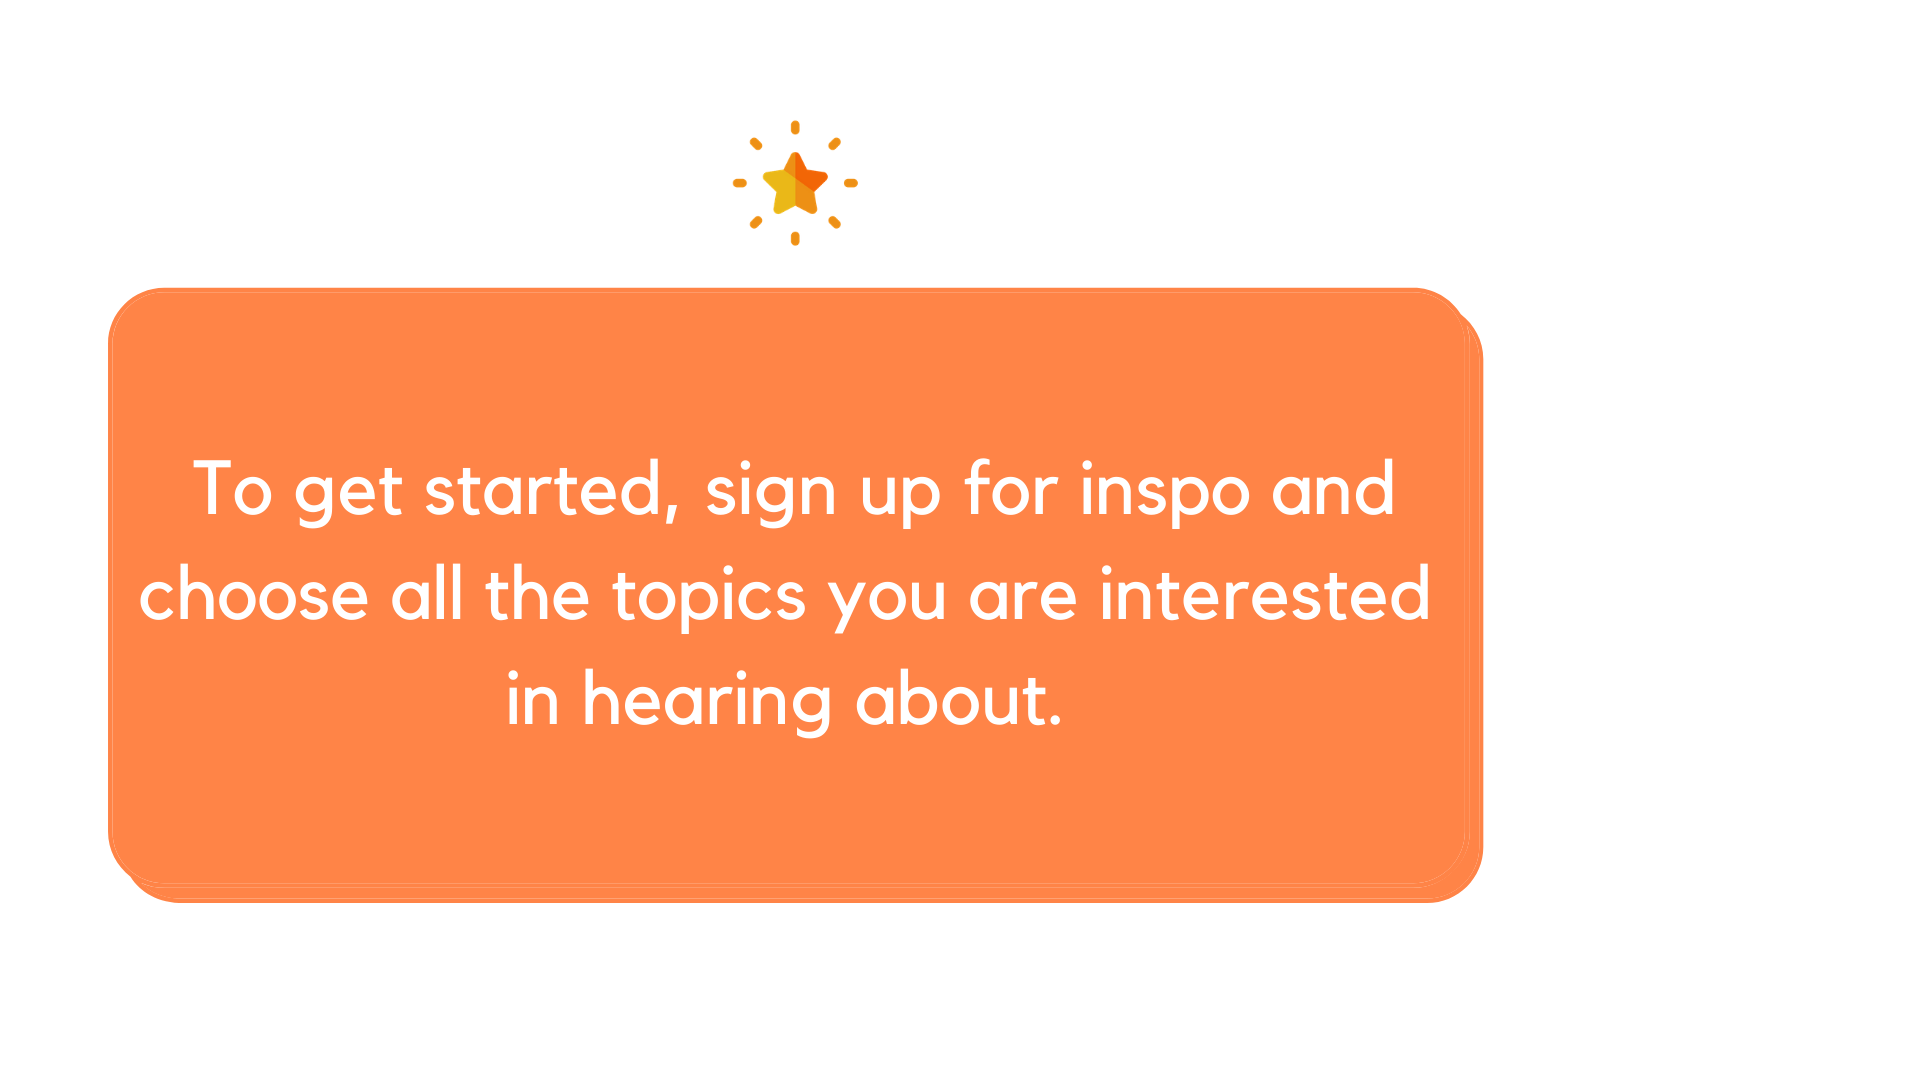 To get started, sign up for inspo and
choose all the topics you are interested
in hearing about.